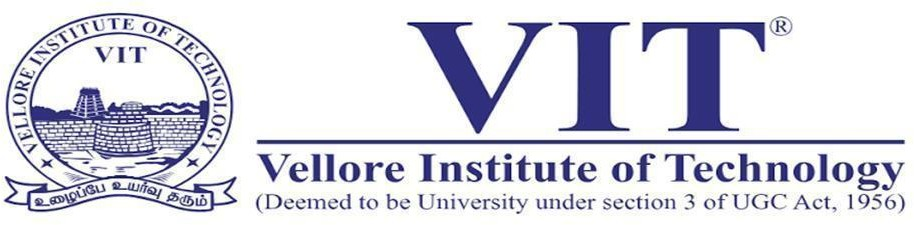 VELLORE INSTITUTE OF TECHNOLOGY
VIT
உழைப்பே உயர்வு தரும்
VIT®
Vellore Institute of Technology
(Deemed to be University under section 3 of UGC Act, 1956)